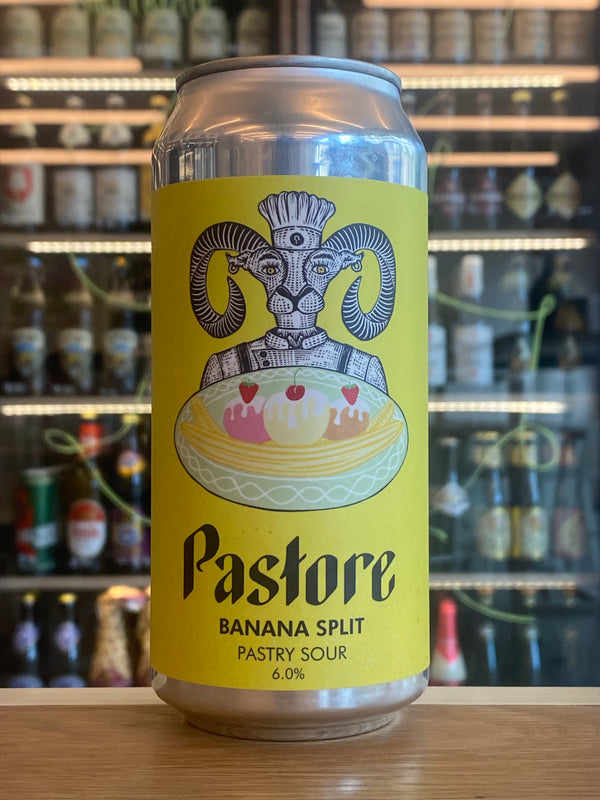 Pastore
BANANA SPLIT
PASTRY SOUR
6.0%